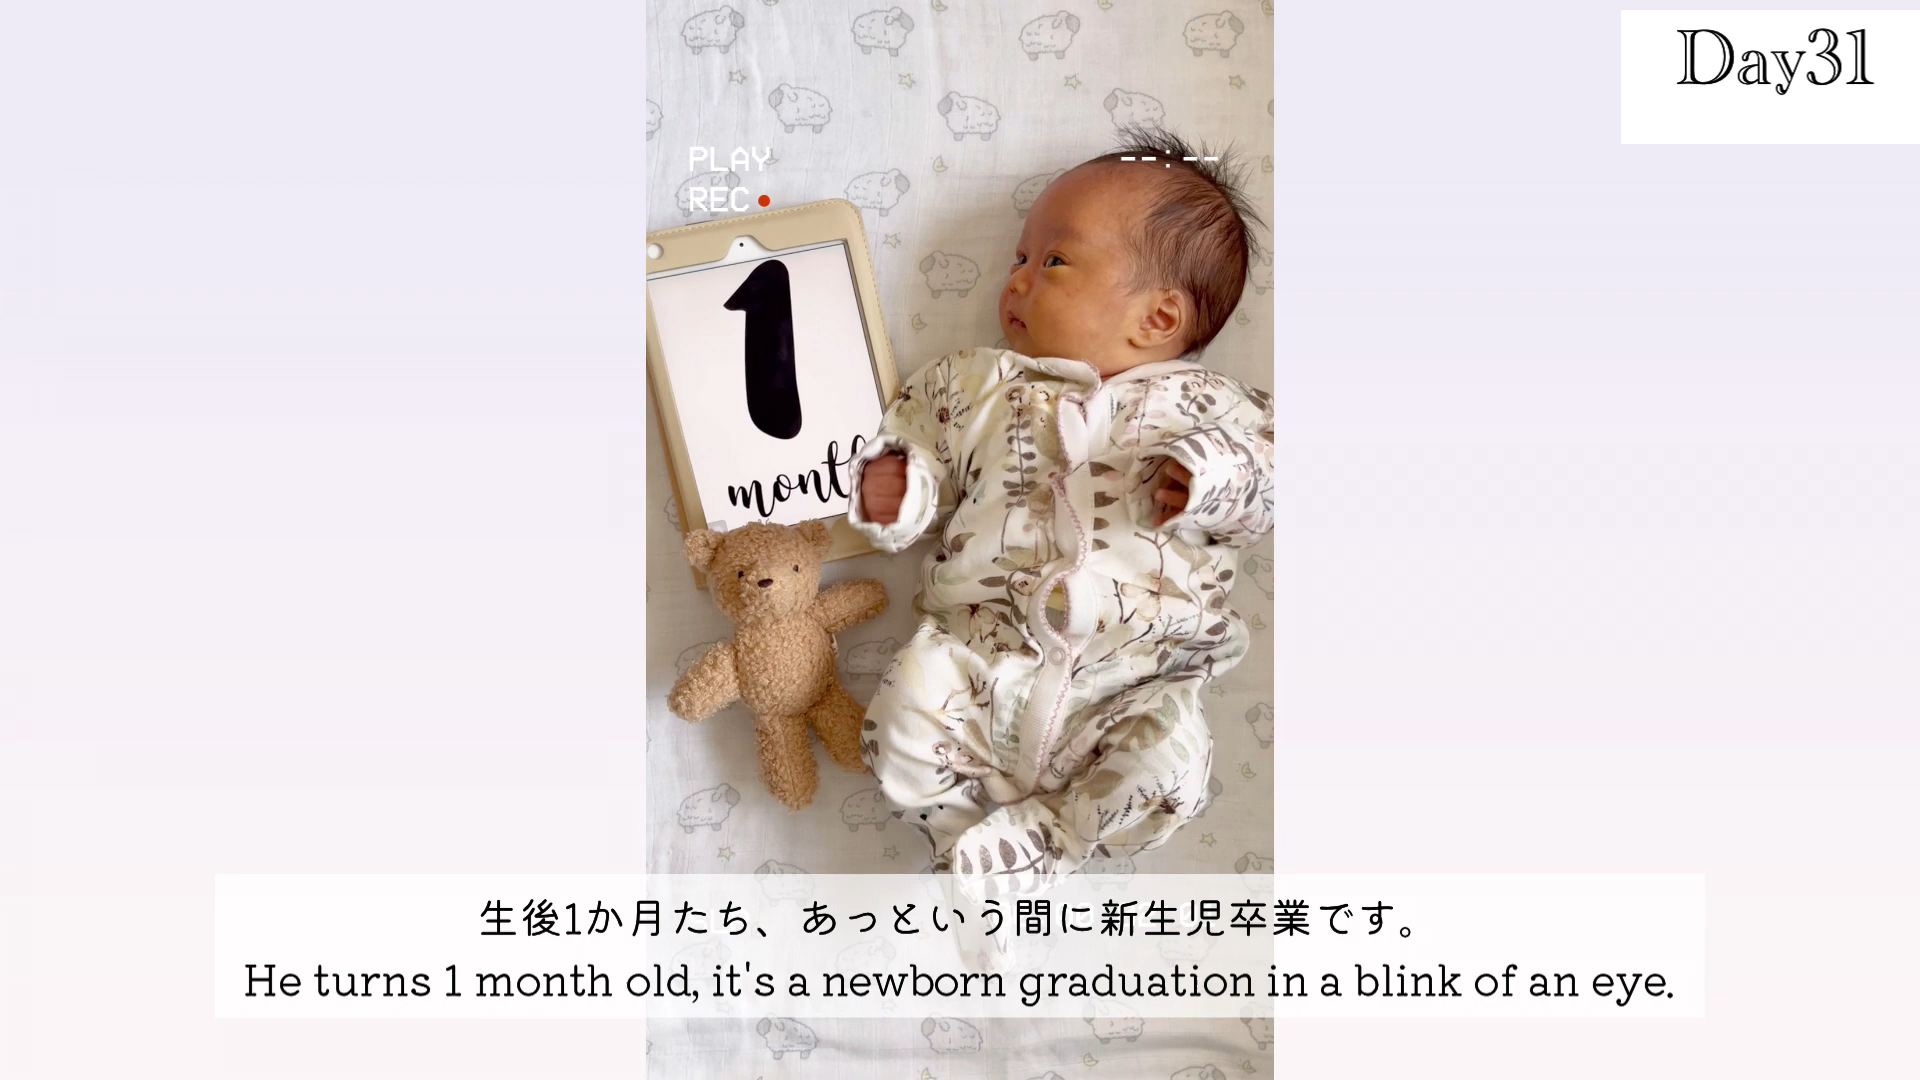 Day31
PLAY
REC
--:--
1
month
生後1か月たち、あっという間に新生児卒業です。
He turns 1 month old, it's a newborn graduation in a blink of an eye.